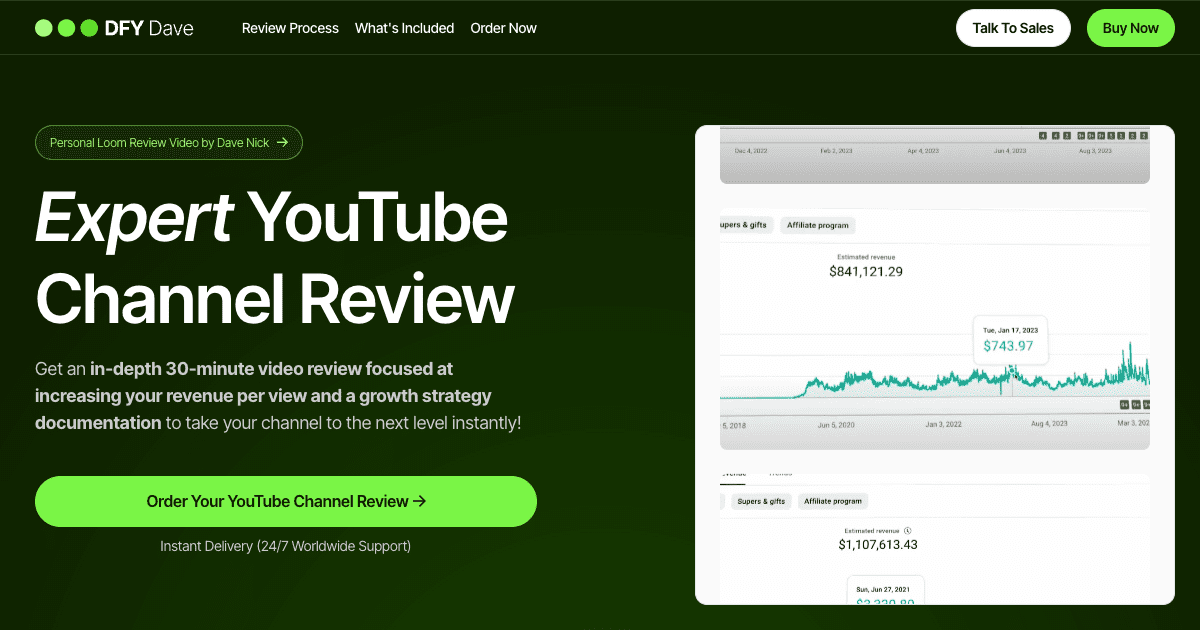 DFY Dave
Review Process
What's Included
Order Now
Talk To Sales
Buy Now
Personal Loom Review Video by Dave Nick →
Expert YouTube
Channel Review
Get an in-depth 30-minute video review focused at
increasing your revenue per view and a growth strategy
documentation to take your channel to the next level instantly!
Order Your YouTube Channel Review →
Instant Delivery (24/7 Worldwide Support)
Dec 4, 2022
Feb 2, 2023
Apr 4, 2023
Jun 4, 2023
Aug 3, 2023
upers & gifts
Affiliate program
Estimated revenue
$841,121.29
Tue, Jan 17, 2023
$743.97
5, 2018
Jun 5, 2020
Jan 3, 2022
Aug 4, 2023
Mar 3, 202
Supers & gifts
Affiliate program
Estimated revenue
$1,107,613.43
Sun, Jun 27, 2021